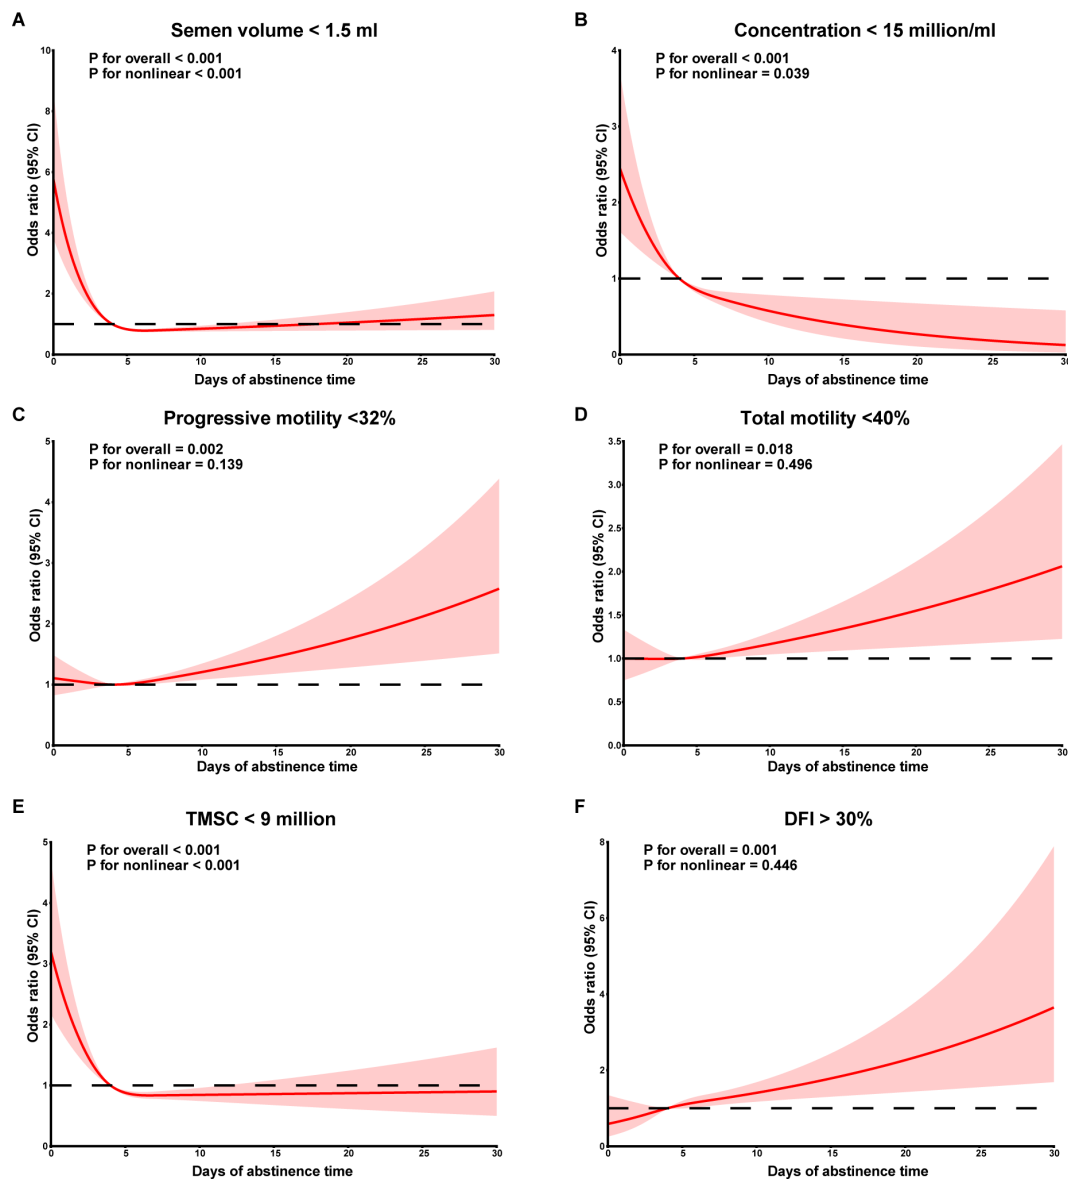 A
Semen volume < 1.5 ml
P for overall < 0.001
P for nonlinear < 0.001
Odds ratio (95% CI)
10
8
6
4
2
0
0 5 10 15 20 25 30
Days of abstinence time
B
Concentration < 15 million/ml
P for overall < 0.001
P for nonlinear = 0.039
Odds ratio (95% CI)
4
3
2
1
0
0 5 10 15 20 25 30
Days of abstinence time
C
Progressive motility <32%
P for overall = 0.002
P for nonlinear = 0.139
Odds ratio (95% CI)
5
4
3
2
1
0
0 5 10 15 20 25 30
Days of abstinence time
D
Total motility <40%
P for overall = 0.018
P for nonlinear = 0.496
Odds ratio (95% CI)
3.5
3.0
2.5
2.0
1.5
1.0
0.5
0.0
0 5 10 15 20 25 30
Days of abstinence time
E
TMSC < 9 million
P for overall < 0.001
P for nonlinear < 0.001
Odds ratio (95% CI)
5
4
3
2
1
0
0 5 10 15 20 25 30
Days of abstinence time
F
DFI > 30%
P for overall = 0.001
P for nonlinear = 0.446
Odds ratio (95% CI)
8
6
4
2
0
0 5 10 15 20 25 30
Days of abstinence time